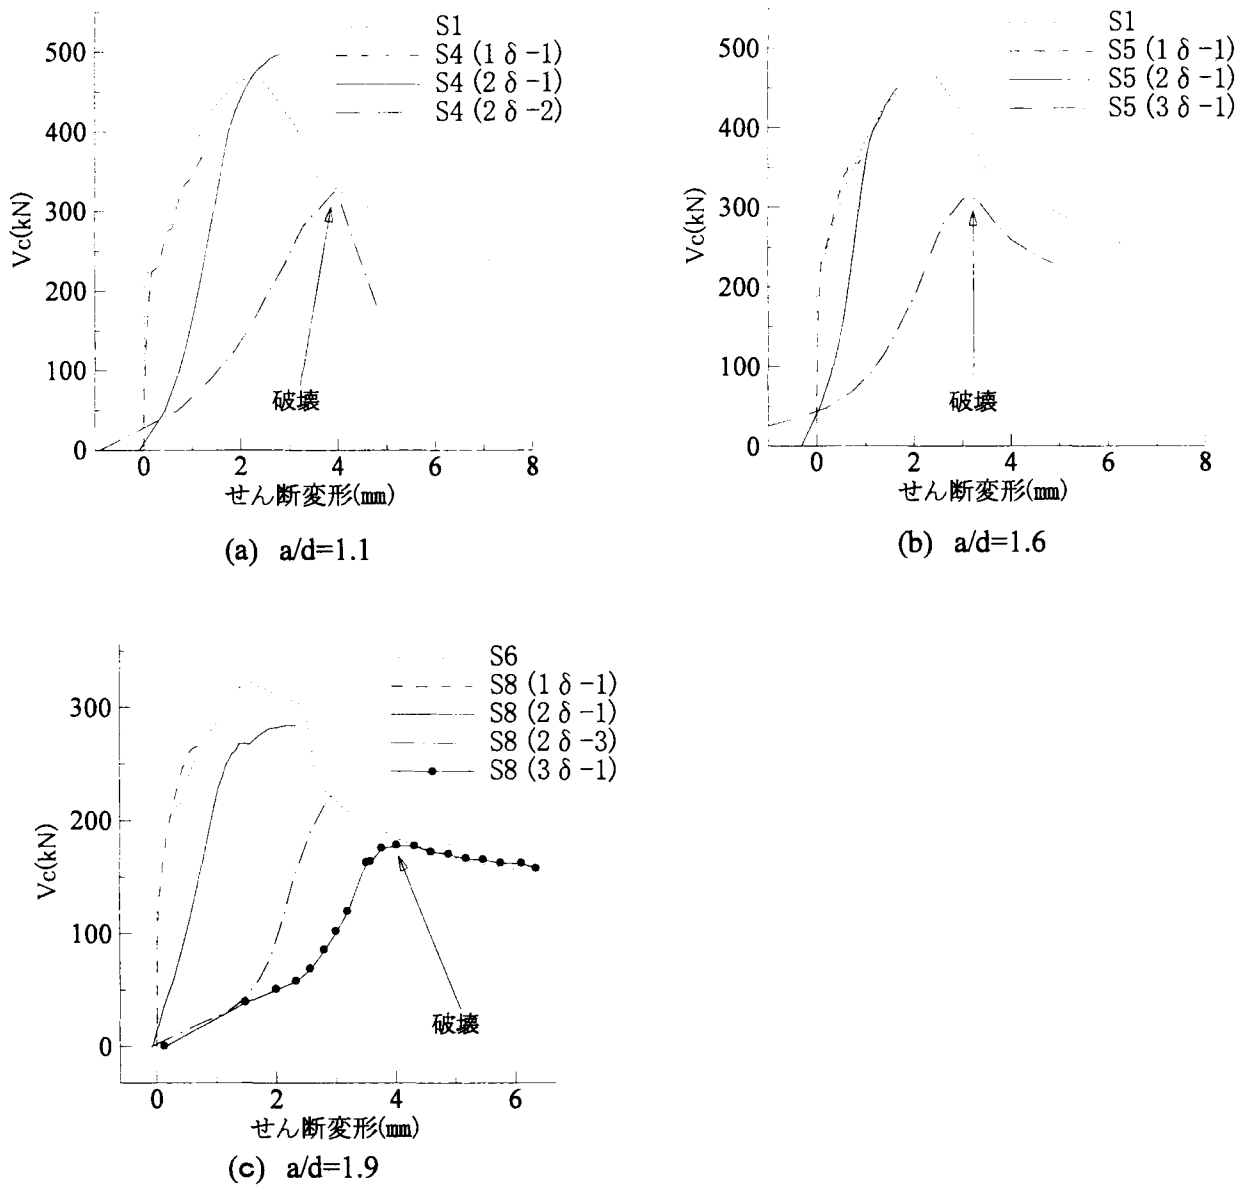 S1
S4 (1 δ -1)
S4 (2 δ -1)
S4 (2 δ -2)
500
400
300
200
100
0
Vc(kN)
破壊
0 2 4 6 8
せん断変形(mm)
(a) a/d=1.1
S1
S5 (1 δ -1)
S5 (2 δ -1)
S5 (3 δ -1)
500
400
300
200
100
0
Vc(kN)
破壊
0 2 4 6 8
せん断変形(mm)
(b) a/d=1.6
S6
S8 (1 δ -1)
S8 (2 δ -1)
S8 (2 δ -3)
S8 (3 δ -1)
300
200
100
0
Vc(kN)
破壊
0 2 4 6
せん断変形(mm)
(c) a/d=1.9